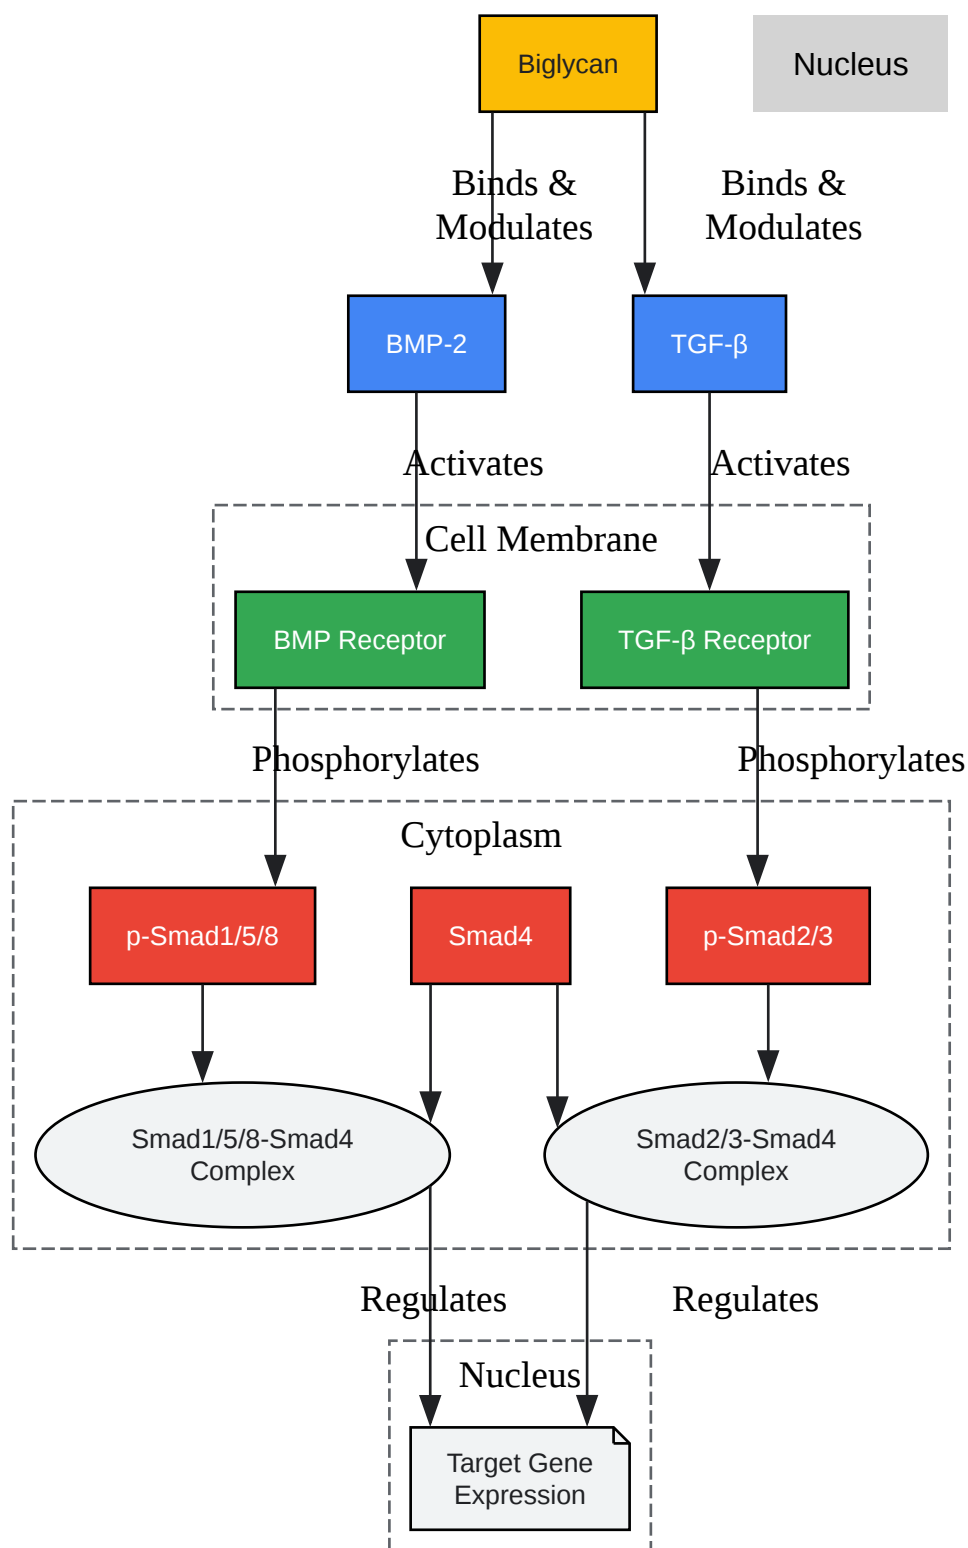 Biglycan
Nucleus
Binds &
Modulates
Binds &
Modulates
BMP-2
TGF-β
Activates
Activates
Cell Membrane
BMP Receptor
TGF-β Receptor
Phosphorylates
Phosphorylates
Cytoplasm
p-Smad1/5/8
Smad4
p-Smad2/3
Smad1/5/8-Smad4
Complex
Smad2/3-Smad4
Complex
Regulates
Regulates
Nucleus
Target Gene
Expression